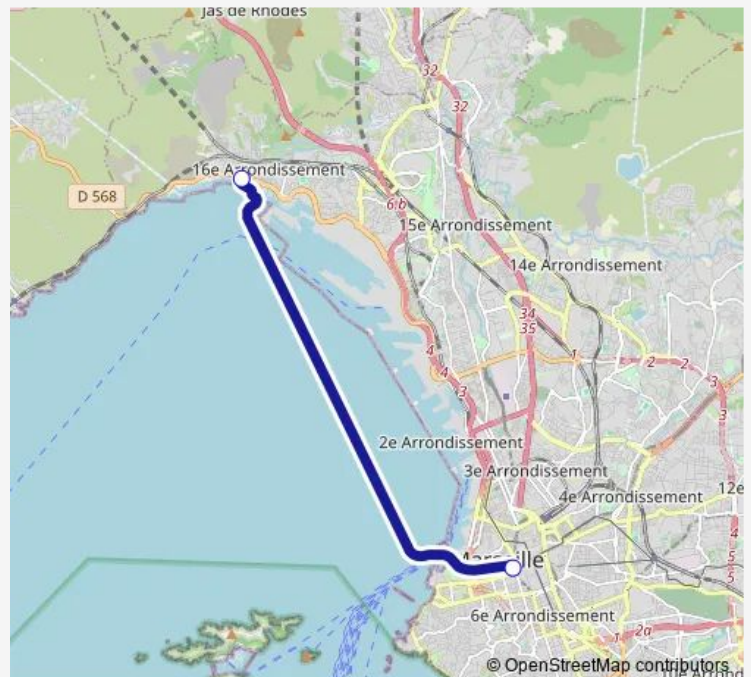 Jas de Rhodes
32
32
16e Arrondissement
D 568
6,b
15e Arrondissement
14e Arrondissement
34
35
4
1
2
2
4
3
3
3
2e Arrondissement
3e Arrondissement
12e
4e Arrondissement
4
5
5
Marseille
6e Arrondissement
1
2a
© OpenStreetMap contributors